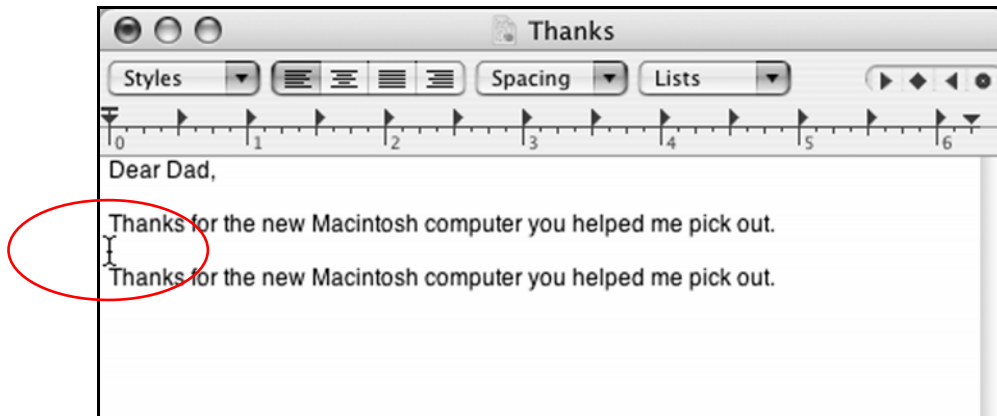 Thanks
Styles Spacing Lists
0 1 2 3 4 5 6
Dear Dad,
Thanks for the new Macintosh computer you helped me pick out.
Thanks for the new Macintosh computer you helped me pick out.